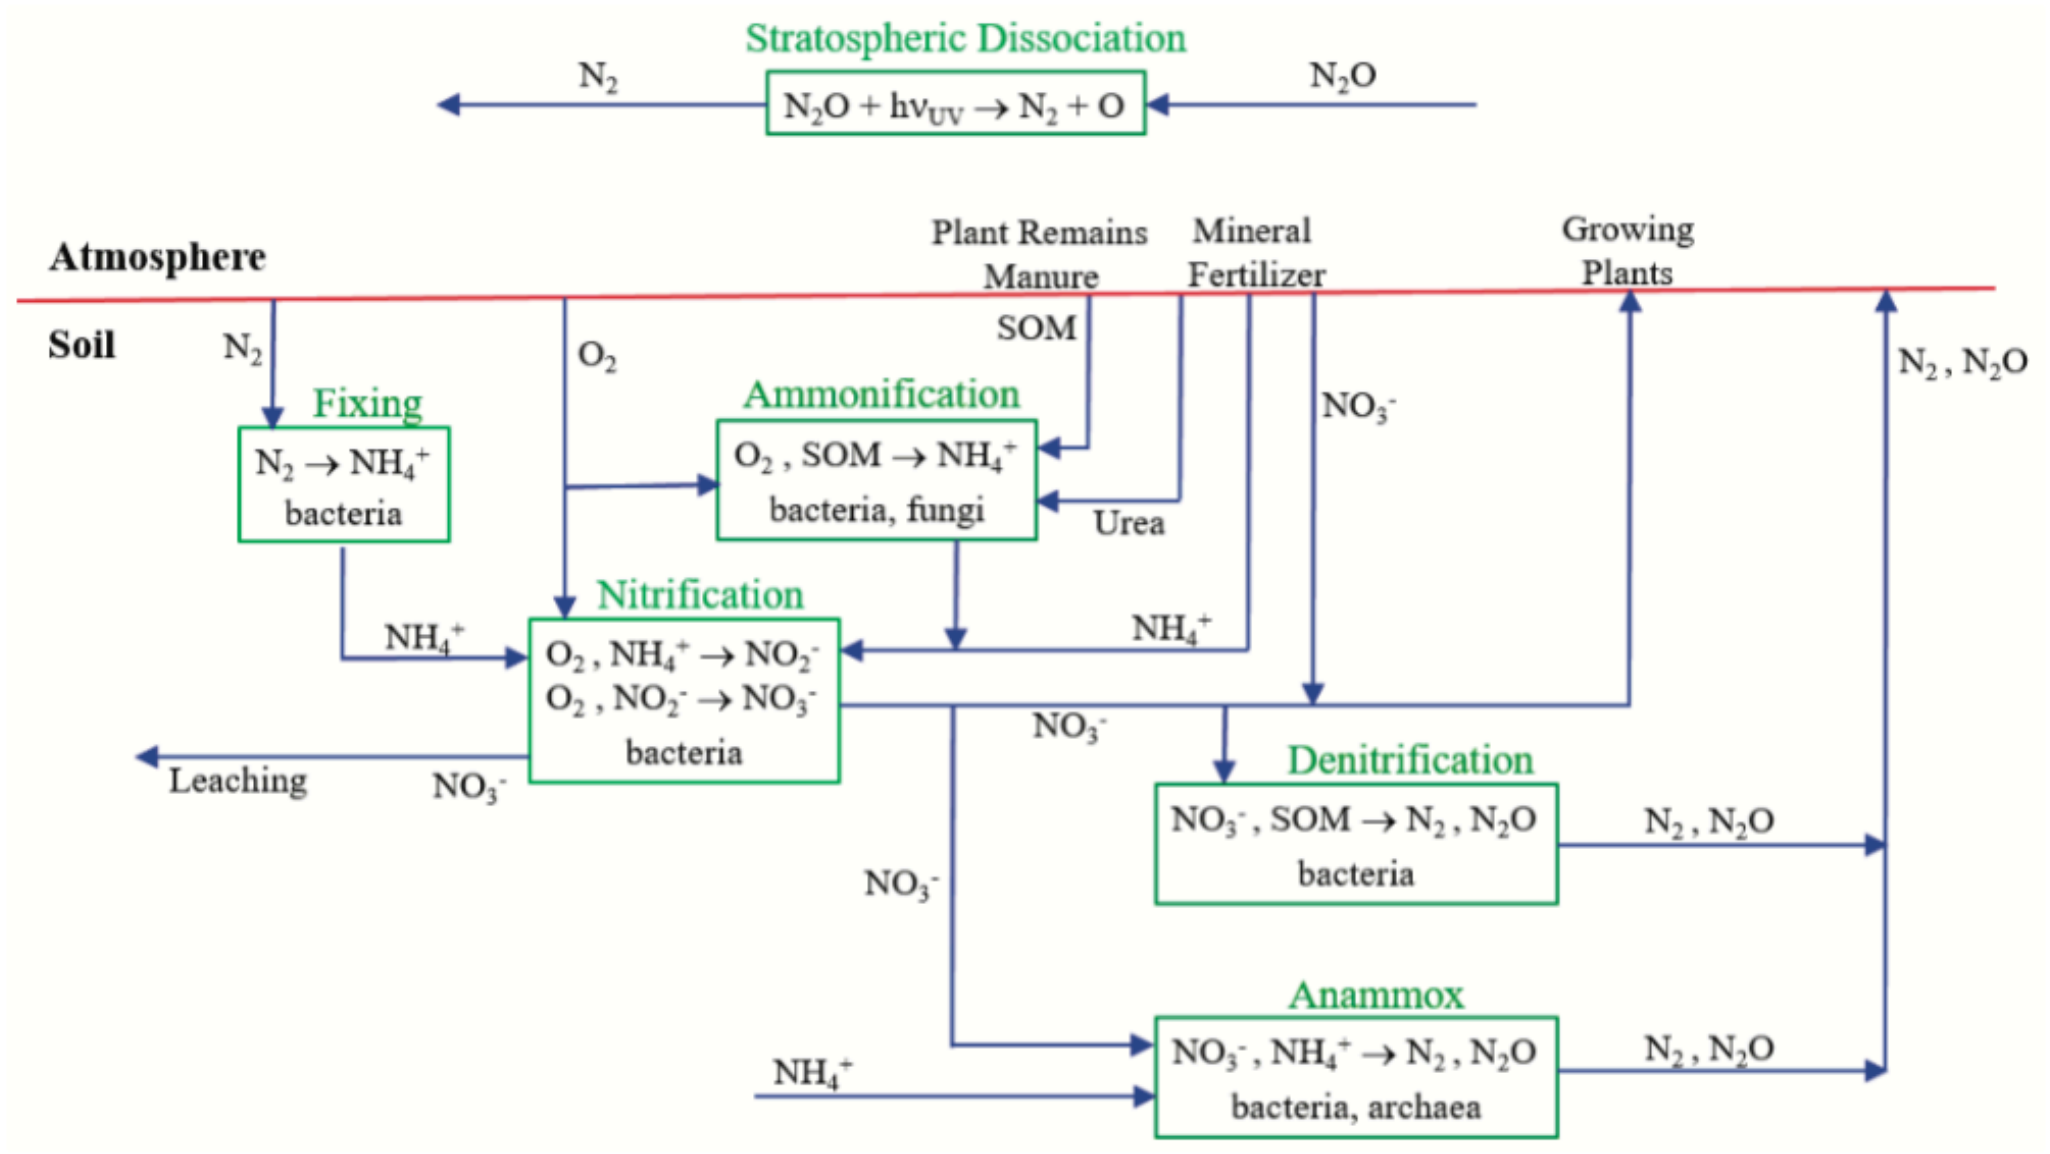 Stratospheric Dissociation
N₂
N₂O + hν_UV → N₂ + O
N₂O
Atmosphere
Plant Remains
Manure
Mineral
Fertilizer
Growing
Plants
Soil
N₂
O₂
SOM
NO₃⁻
N₂ , N₂O
Fixing
N₂ → NH₄⁺
bacteria
Ammonification
O₂ , SOM → NH₄⁺
bacteria, fungi
Urea
Nitrification
NH₄⁺
O₂ , NH₄⁺ → NO₂⁻
O₂ , NO₂⁻ → NO₃⁻
bacteria
NH₄⁺
NO₃⁻
Leaching
NO₃⁻
Denitrification
NO₃⁻ , SOM → N₂ , N₂O
bacteria
N₂ , N₂O
NO₃⁻
Anammox
NO₃⁻ , NH₄⁺ → N₂ , N₂O
bacteria, archaea
N₂ , N₂O
NH₄⁺